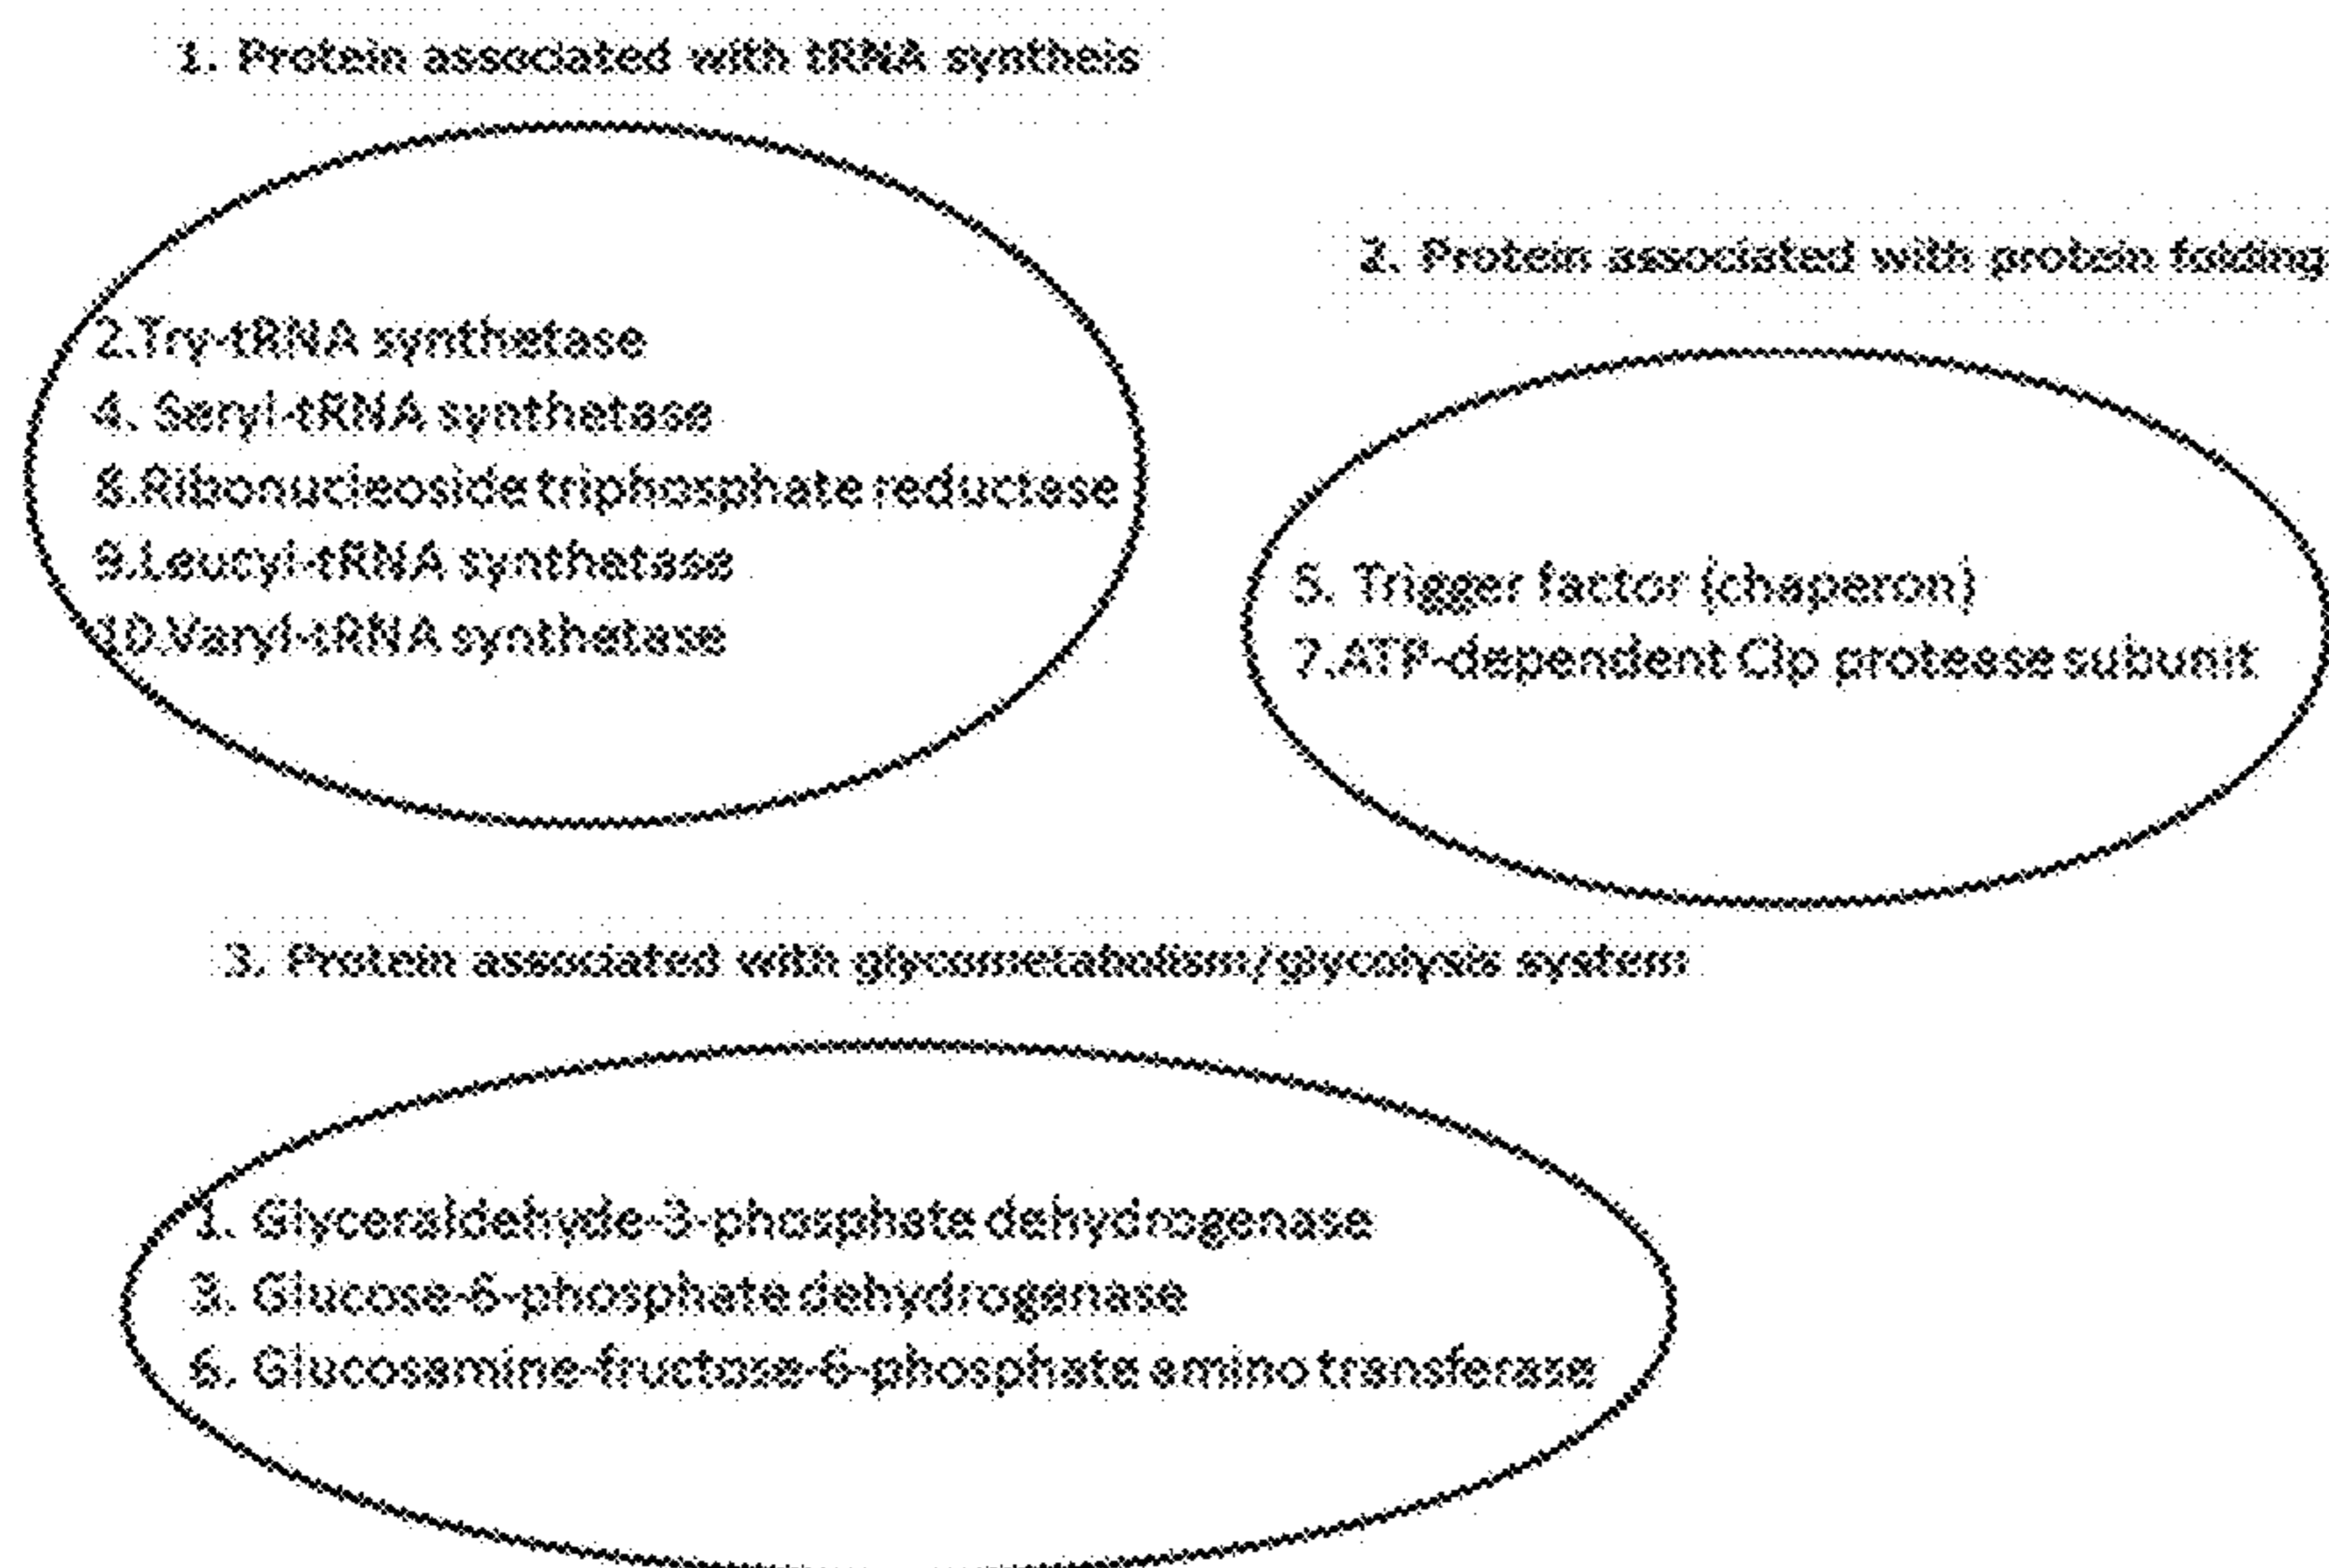 1. Protein associated with tRNA syntheis
2.Try-tRNA synthetase
4. Seryl-tRNA synthetase
8.Ribonucleoside triphosphate reductase
9.Leucyl-tRNA synthetase
10.Varyl-tRNA synthetase
2. Protein associated with protein folding
5. Trigger factor (chaperon)
7.ATP-dependent Clp protease subunit
3. Protein associated with glycometabolism/glycolysis system
1. Glyceraldehyde-3-phosphate dehydrogenase
3. Glucose-6-phosphate dehydrogenase
6. Glucosamine-fructose-6-phosphate amino transferase